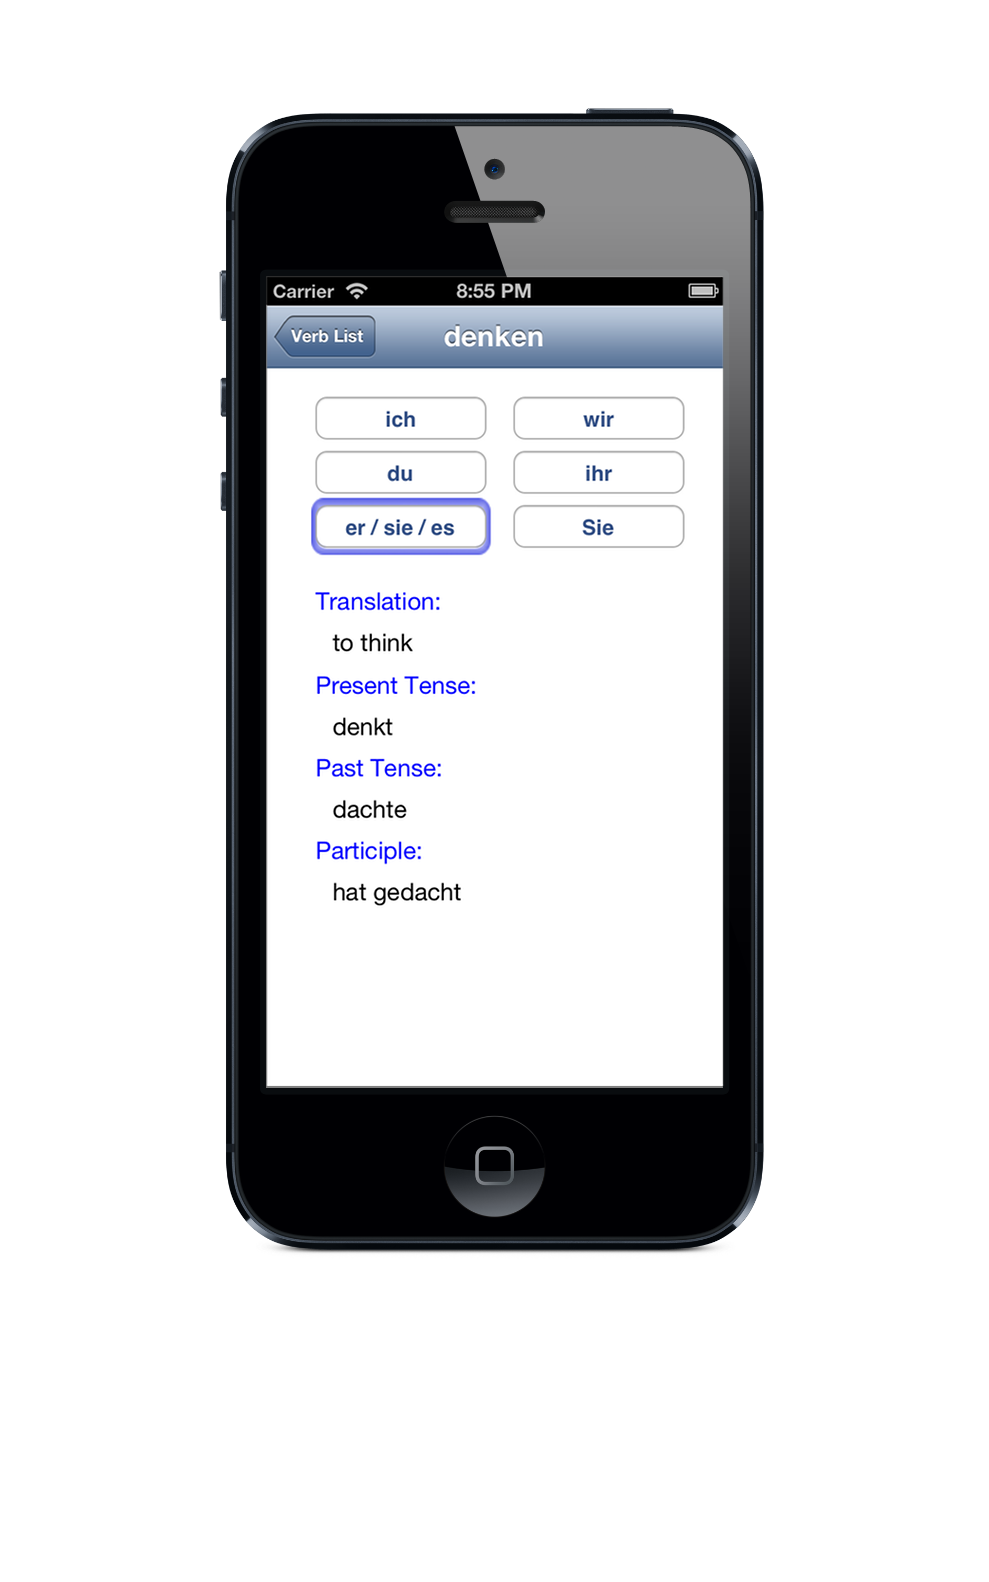 Carrier 8:55 PM
Verb List denken
ich wir
du ihr
er / sie / es Sie
Translation:
to think
Present Tense:
denkt
Past Tense:
dachte
Participle:
hat gedacht